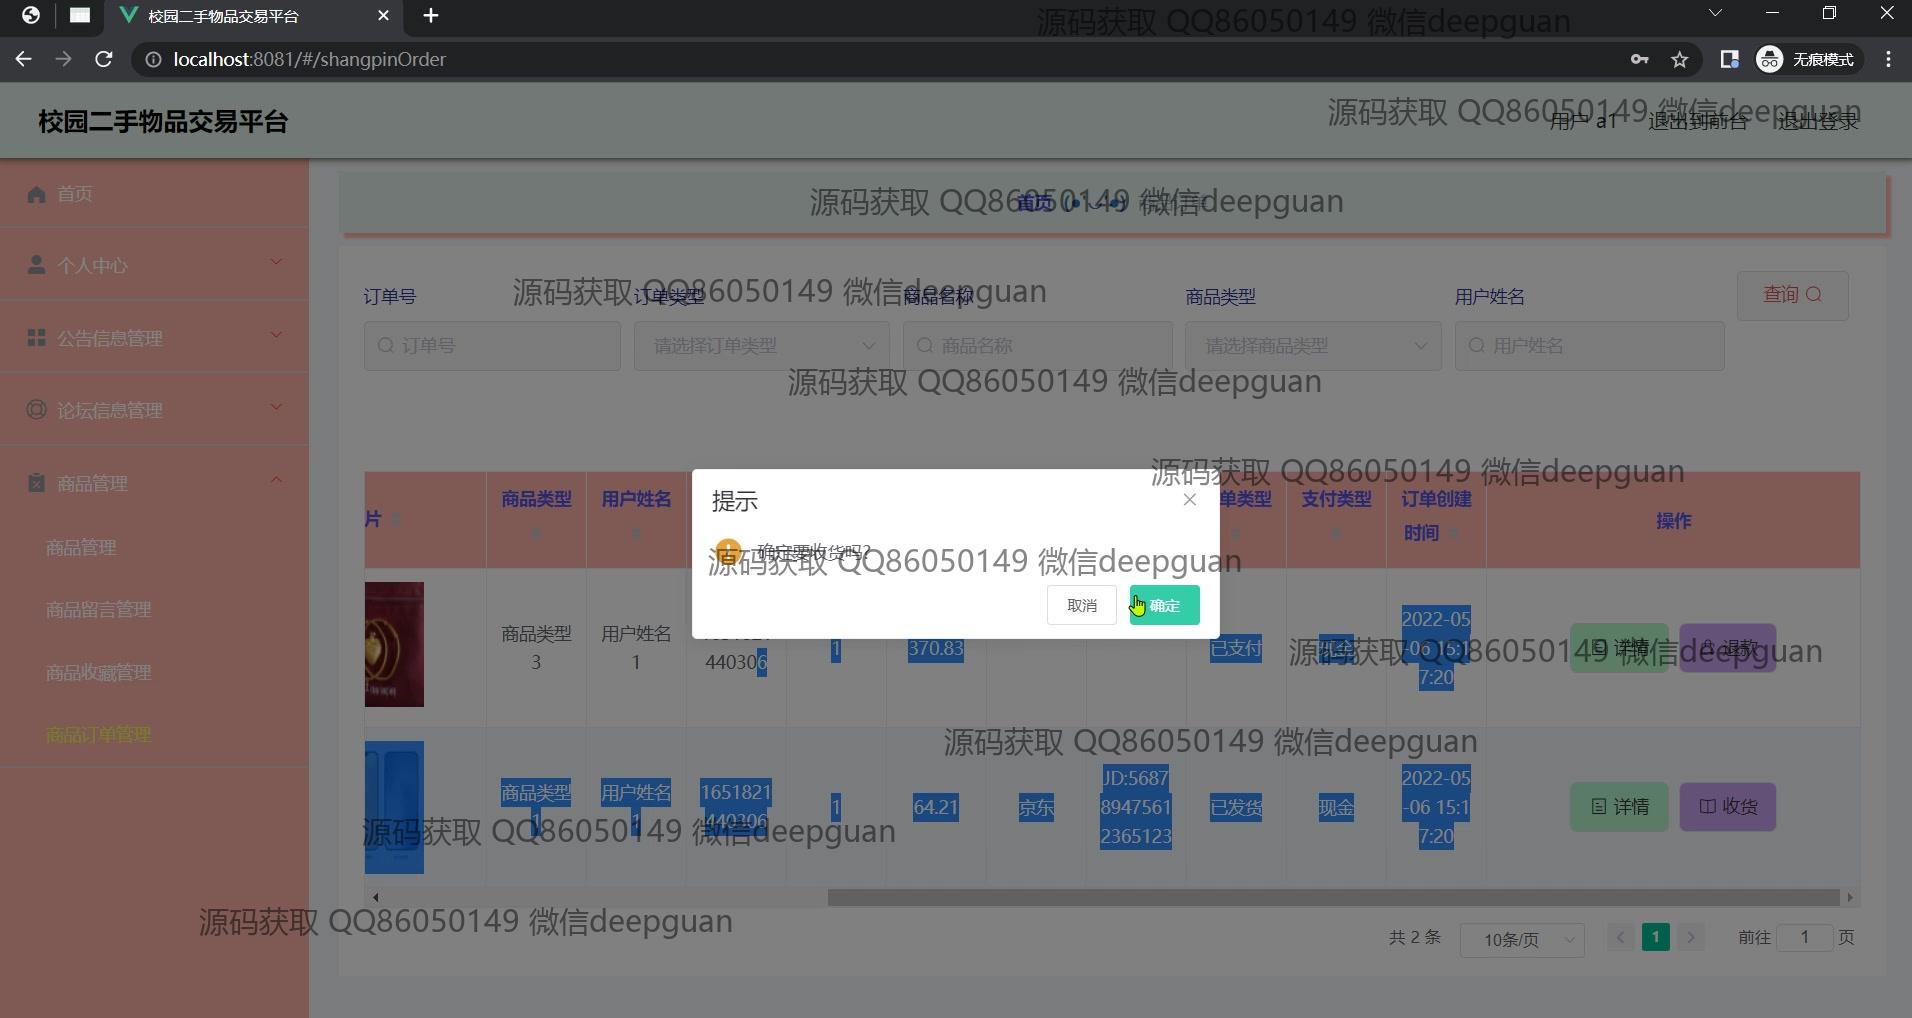 校园二手物品交易平台
源码获取 QQ86050149 微信deepguan
localhost:8081/#/shangpinOrder
无痕模式
校园二手物品交易平台
源码获取 QQ86050149 微信deepguan
用户 a1
退出到前台
退出登录
首页
源码获取 QQ86050149 微信deepguan
首页
个人中心
公告信息管理
论坛信息管理
商品管理
商品管理
商品留言管理
商品收藏管理
商品订单管理
源码获取 QQ86050149 微信deepguan
订单号
订单类型
商品名称
商品类型
用户姓名
查询
订单号
请选择订单类型
商品名称
请选择商品类型
用户姓名
源码获取 QQ86050149 微信deepguan
源码获取 QQ86050149 微信deepguan
片
商品类型
用户姓名
单类型
支付类型
订单创建
时间
操作
提示
确定要收货吗?
源码获取 QQ86050149 微信deepguan
取消
确定
商品类型
3
用户姓名
1
440306
1
370.83
已支付
现金
2022-05
-06 15:1
7:20
详情
退款
源码获取 QQ86050149 微信deepguan
源码获取 QQ86050149 微信deepguan
商品类型
1
用户姓名
1
1651821
440306
1
64.21
京东
JD:5687
8947561
2365123
已发货
现金
2022-05
-06 15:1
7:20
详情
收货
源码获取 QQ86050149 微信deepguan
源码获取 QQ86050149 微信deepguan
共 2 条
10条/页
1
前往
1
页